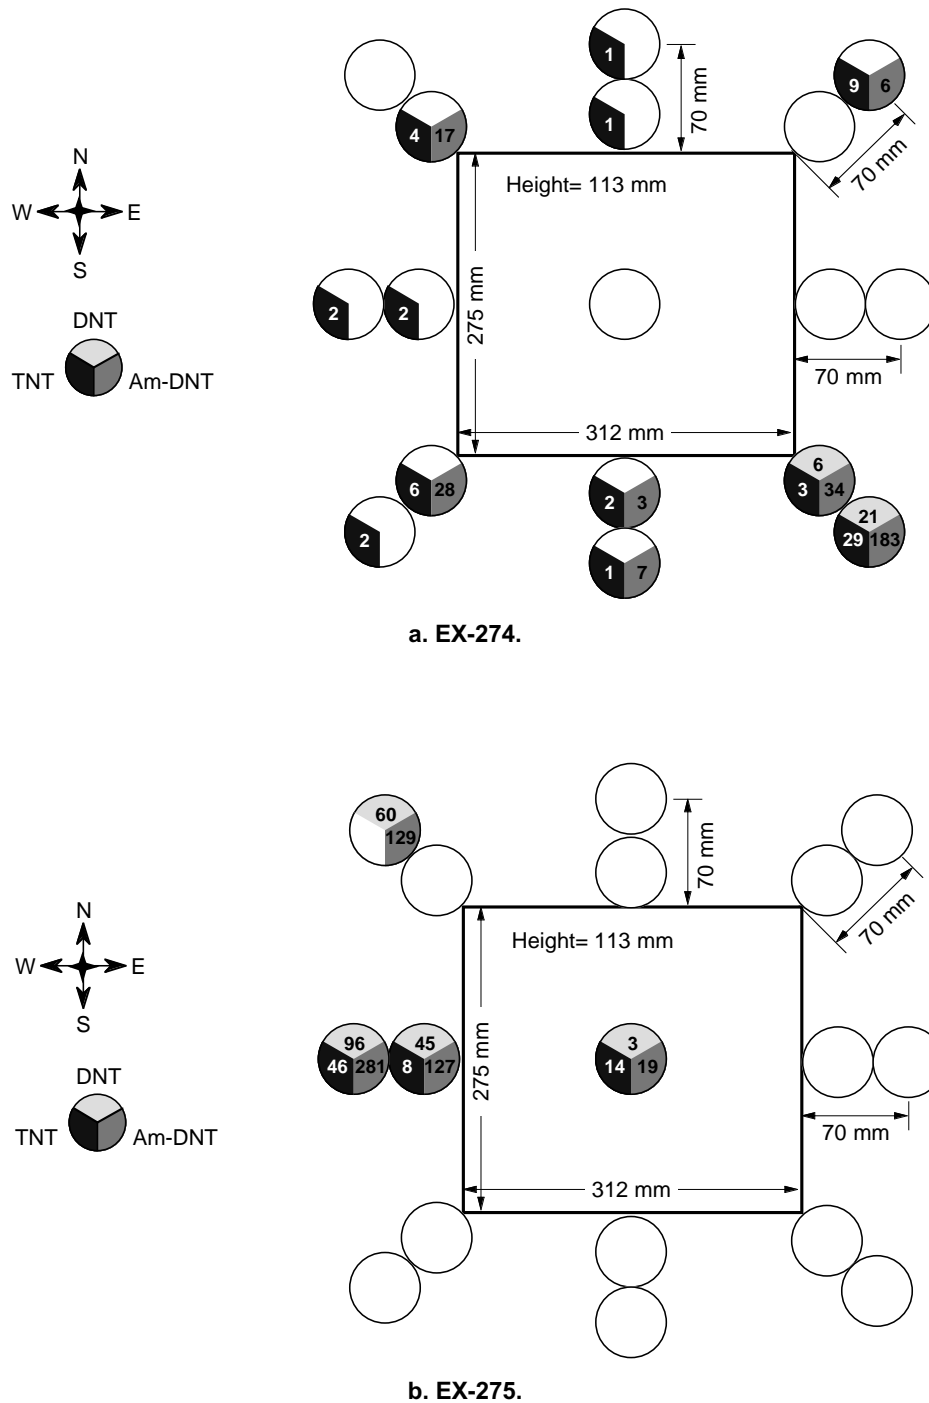 1
9 6
1
4 17
70 mm
70 mm
N
W E
S
Height= 113 mm
275 mm
2 2
DNT
TNT Am-DNT
70 mm
312 mm
6
6 28
3 34
2 3
21
2
29 183
1 7
a. EX-274.
60
129
70 mm
70 mm
N
W E
S
Height= 113 mm
275 mm
96 45 3
46 281 8 127 14 19
DNT
TNT Am-DNT
70 mm
312 mm
b. EX-275.